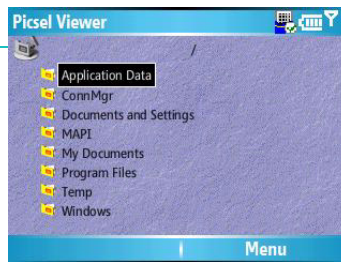 Picsel Viewer
/
Application Data
ConnMgr
Documents and Settings
MAPI
My Documents
Program Files
Temp
Windows
Menu